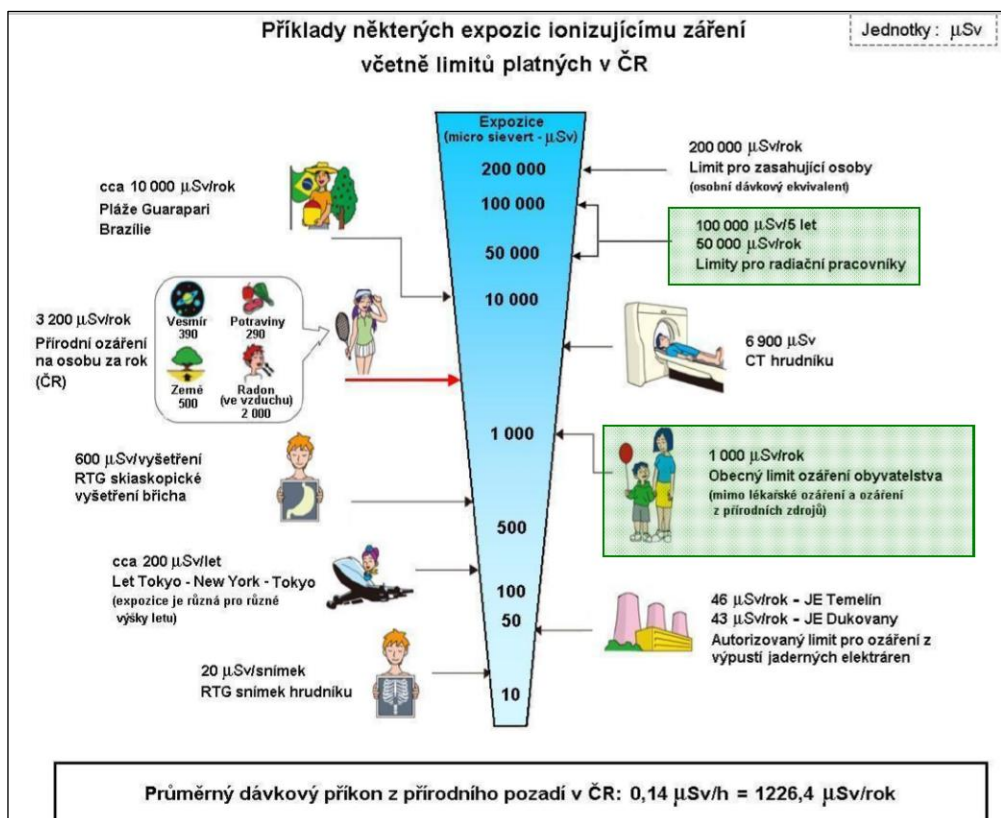 Příklady některých expozic ionizujícímu záření
včetně limitů platných v ČR
Jednotky : μSv
Expozice
(micro sievert - μSv)
200 000
100 000
50 000
10 000
1 000
500
100
50
10
cca 10 000 μSv/rok
Pláže Guarapari
Brazílie
3 200 μSv/rok
Přírodní ozáření
na osobu za rok
(ČR)
Vesmír
390
Potraviny
290
Země
500
Radon
(ve vzduchu)
2 000
600 μSv/vyšetření
RTG skiaskopické
vyšetření břicha
cca 200 μSv/let
Let Tokyo - New York - Tokyo
(expozice je různá pro různé
výšky letu)
20 μSv/snímek
RTG snímek hrudníku
200 000 μSv/rok
Limit pro zasahující osoby
(osobní dávkový ekvivalent)
100 000 μSv/5 let
50 000 μSv/rok
Limity pro radiační pracovníky
6 900 μSv
CT hrudníku
1 000 μSv/rok
Obecný limit ozáření obyvatelstva
(mimo lékařské ozáření a ozáření
z přírodních zdrojů)
46 μSv/rok - JE Temelín
43 μSv/rok - JE Dukovany
Autorizovaný limit pro ozáření z
výpustí jaderných elektráren
Průměrný dávkový příkon z přírodního pozadí v ČR: 0,14 μSv/h = 1226,4 μSv/rok